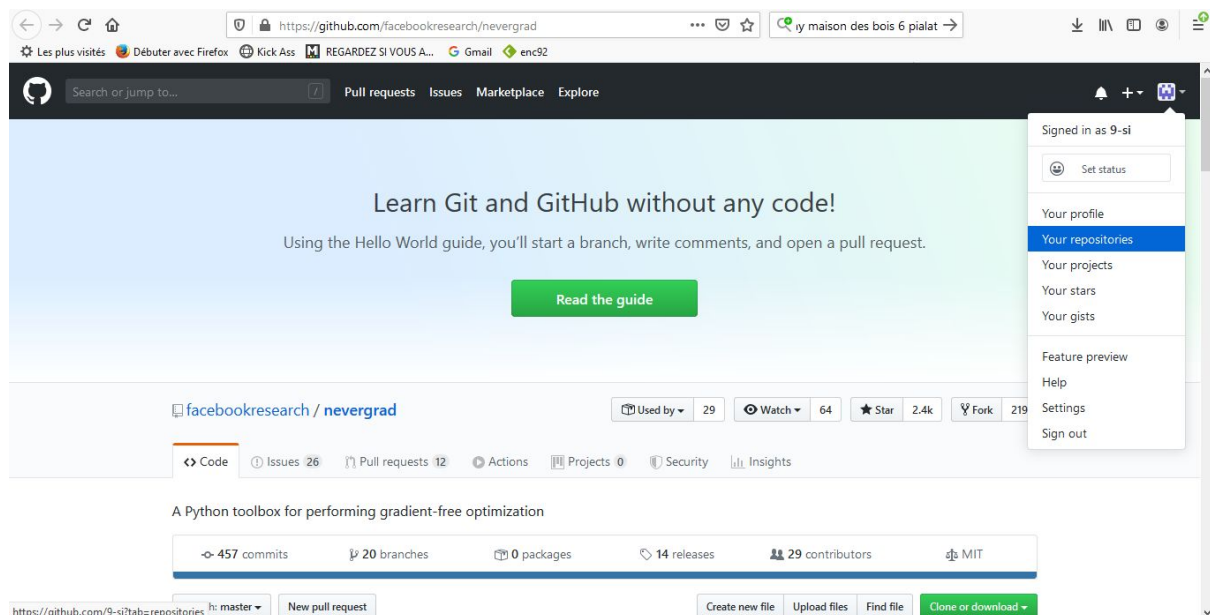 https://github.com/facebookresearch/nevergrad
ıy maison des bois 6 pialat
Les plus visités Débuter avec Firefox Kick Ass REGARDEZ SI VOUS A... Gmail enc92
Search or jump to... / Pull requests Issues Marketplace Explore
Signed in as 9-si
Set status
Your profile
Your repositories
Your projects
Your stars
Your gists
Feature preview
Help
Settings
Sign out
Learn Git and GitHub without any code!
Using the Hello World guide, you'll start a branch, write comments, and open a pull request.
Read the guide
facebookresearch / nevergrad
Used by 29 Watch 64 Star 2.4k Fork 219
Code Issues 26 Pull requests 12 Actions Projects 0 Security Insights
A Python toolbox for performing gradient-free optimization
457 commits 20 branches 0 packages 14 releases 29 contributors MIT
h: master New pull request Create new file Upload files Find file Clone or download
https://github.com/9-si?tab=repositories